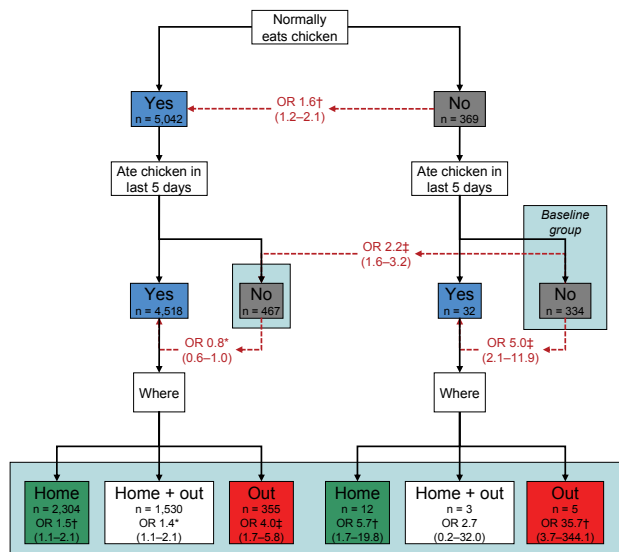 Normally
eats chicken
Yes
n = 5,042
OR 1.6†
(1.2–2.1)
No
n = 369
Ate chicken in
last 5 days
Ate chicken in
last 5 days
Baseline
group
OR 2.2‡
(1.6–3.2)
Yes
n = 4,518
No
n = 467
Yes
n = 32
No
n = 334
OR 0.8*
(0.6–1.0)
OR 5.0‡
(2.1–11.9)
Where
Where
Home
n = 2,304
OR 1.5†
(1.1–2.1)
Home + out
n = 1,530
OR 1.4*
(1.1–2.1)
Out
n = 355
OR 4.0‡
(1.7–5.8)
Home
n = 12
OR 5.7†
(1.7–19.8)
Home + out
n = 3
OR 2.7
(0.2–32.0)
Out
n = 5
OR 35.7†
(3.7–344.1)